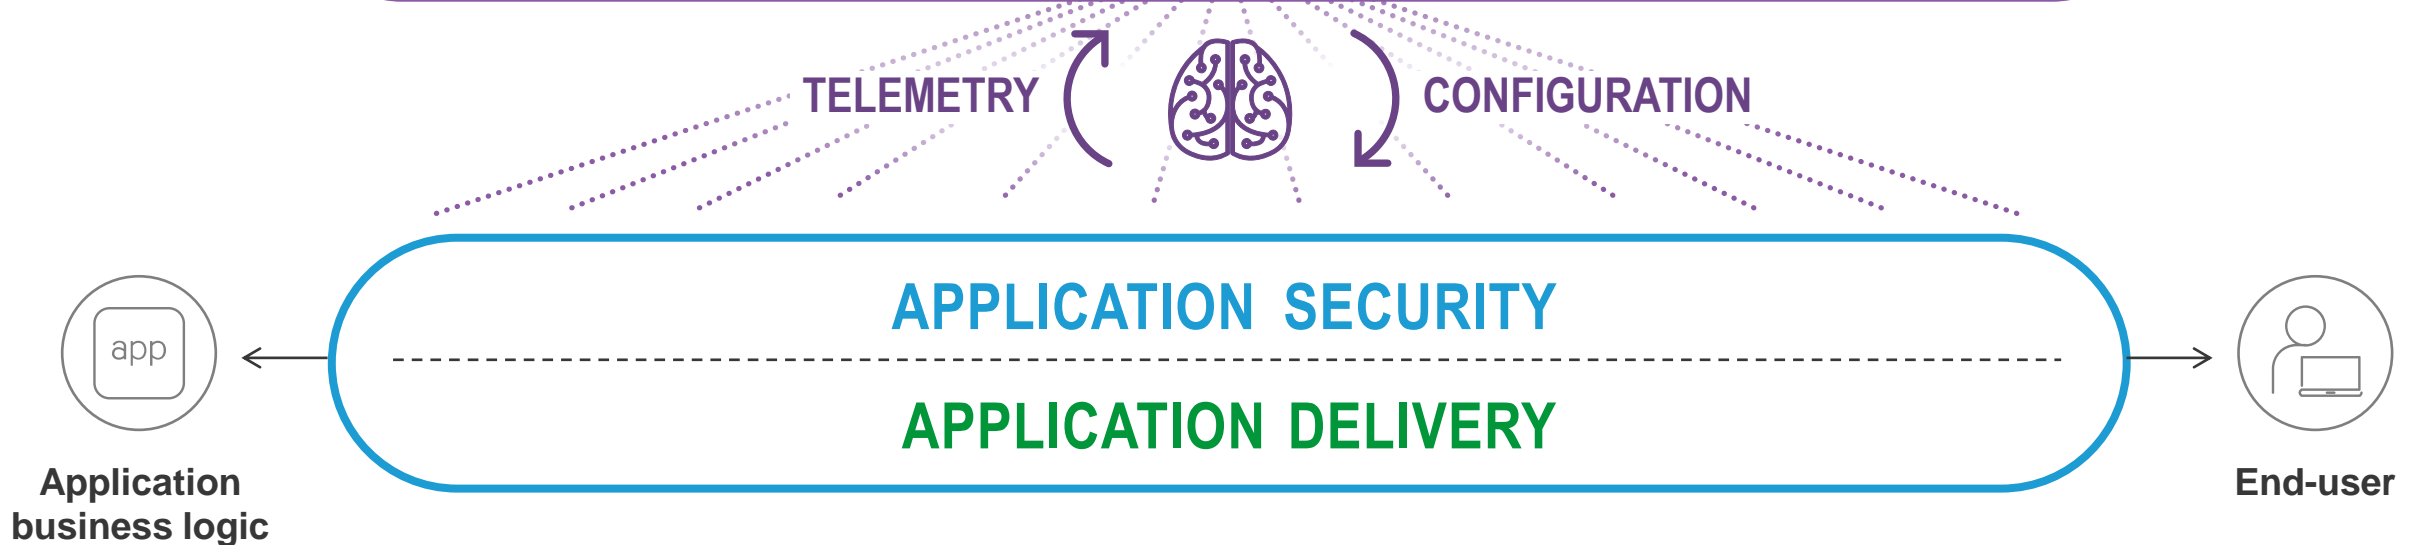 TELEMETRY
CONFIGURATION
APPLICATION SECURITY
app
APPLICATION DELIVERY
Application
business logic
End-user